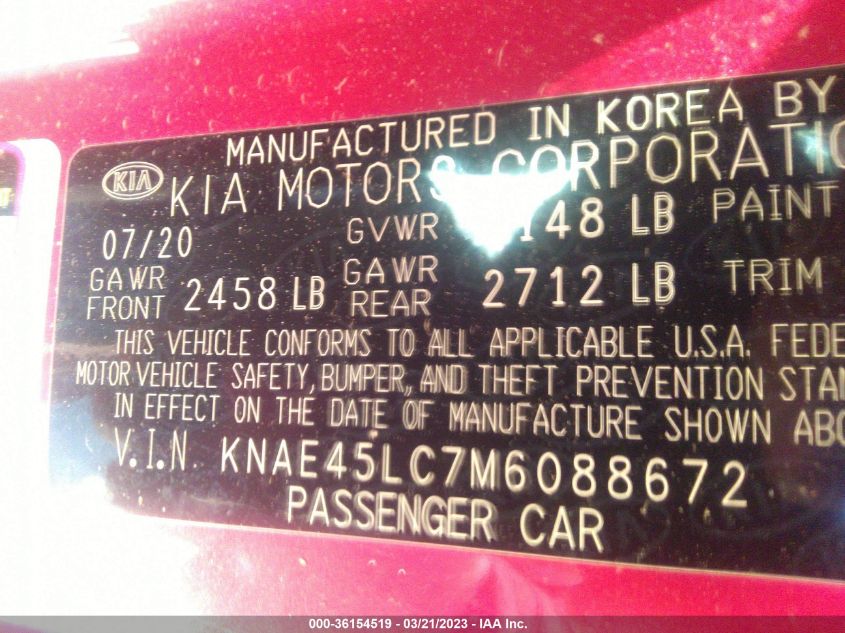 MANUFACTURED IN KOREA BY
KIA
KIA MOTORS CORPORATIO
07/20 GVWR 148 LB PAINT
GAWR FRONT 2458 LB GAWR REAR 2712 LB TRIM
THIS VEHICLE CONFORMS TO ALL APPLICABLE U.S.A. FEDE
MOTOR VEHICLE SAFETY, BUMPER, AND THEFT PREVENTION STAN
IN EFFECT ON THE DATE OF MANUFACTURE SHOWN ABO
V.I.N KNAE45LC7M6088672
PASSENGER CAR
000-36154519 - 03/21/2023 - IAA Inc.